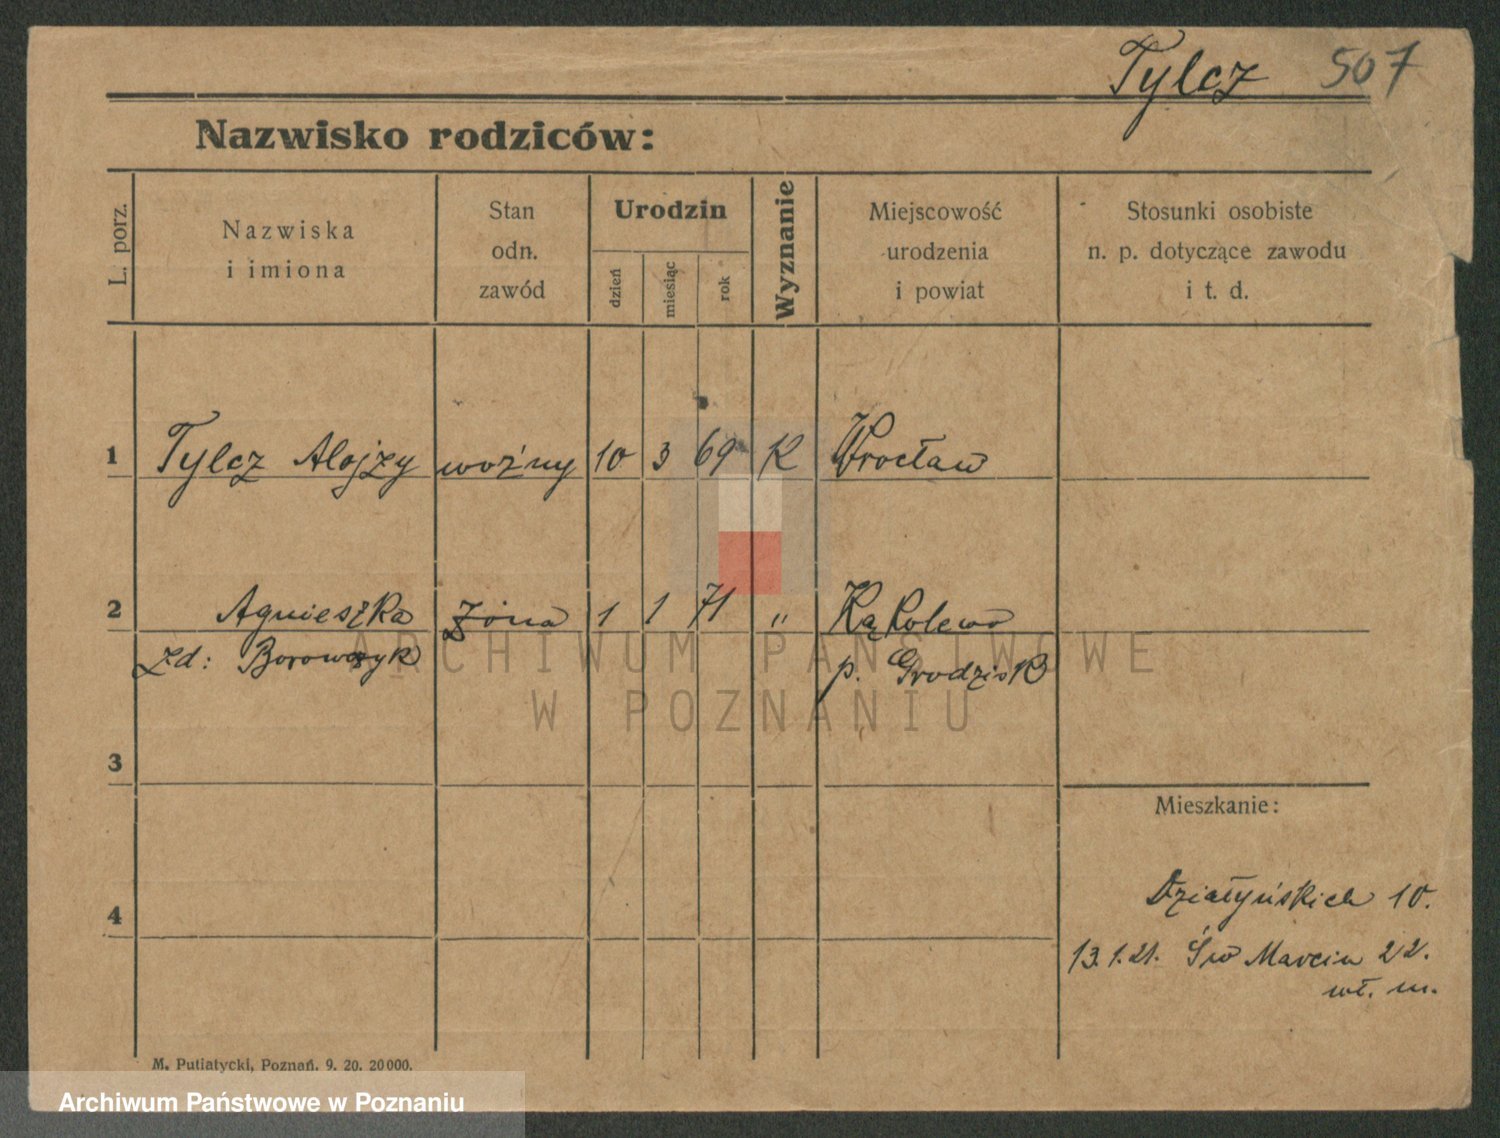 Tylcz 507
Nazwisko rodziców:
L. porz.
Nazwiska
i imiona
Stan
odn.
zawód
Urodzin
dzień
miesiąc
rok
Wyznanie
Miejscowość
urodzenia
i powiat
Stosunki osobiste
n. p. dotyczące zawodu
i t. d.
1 Tylcz Alojzy woźny 10 3 69 K Wrocław
2 Agnieszka żona 1 1 71 " Kąkolewo
zd: Borowczyk p. Grodzisk
ARCHIWUM PAŃSTWOWE
W POZNANIU
3
Mieszkanie:
4
Działyńskich 10.
13.1.21. Św Marcin 22.
wł. m.
M. Putiatycki, Poznań. 9. 20. 20000.
Archiwum Państwowe w Poznaniu